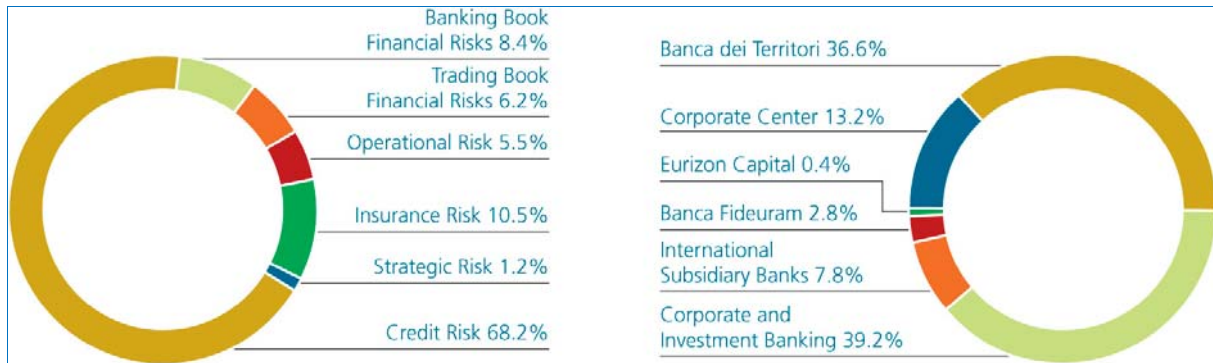 Banking Book
Financial Risks 8.4%
Trading Book
Financial Risks 6.2%
Operational Risk 5.5%
Insurance Risk 10.5%
Strategic Risk 1.2%
Credit Risk 68.2%
Banca dei Territori 36.6%
Corporate Center 13.2%
Eurizon Capital 0.4%
Banca Fideuram 2.8%
International
Subsidiary Banks 7.8%
Corporate and
Investment Banking 39.2%